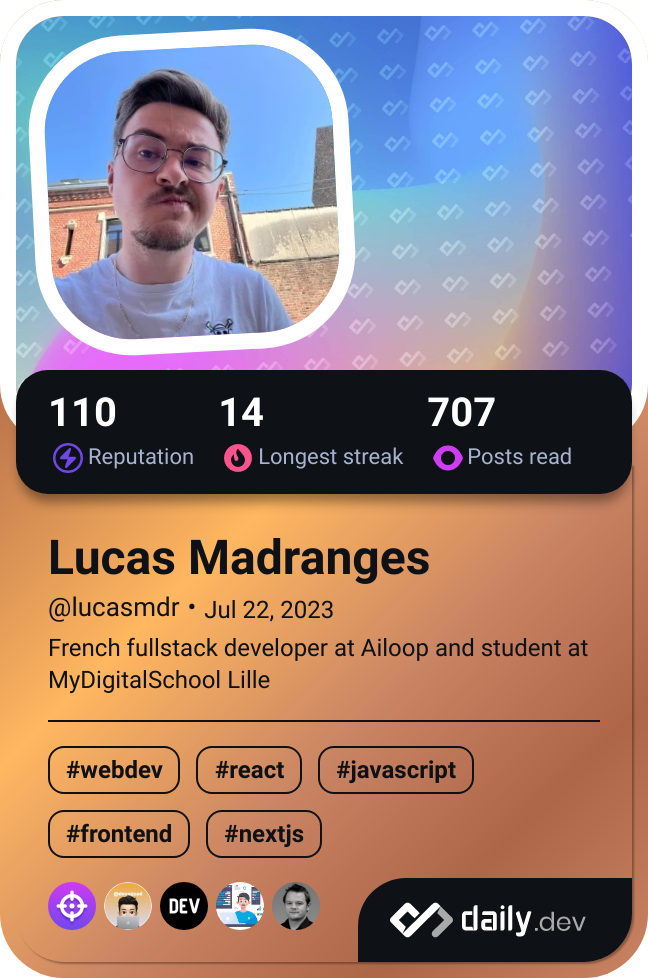 110
14
707
Reputation
Longest streak
Posts read
Lucas Madranges
@lucasmdr • Jul 22, 2023
French fullstack developer at Ailoop and student at
MyDigitalSchool Lille
#webdev
#react
#javascript
#frontend
#nextjs
DEV
daily.dev